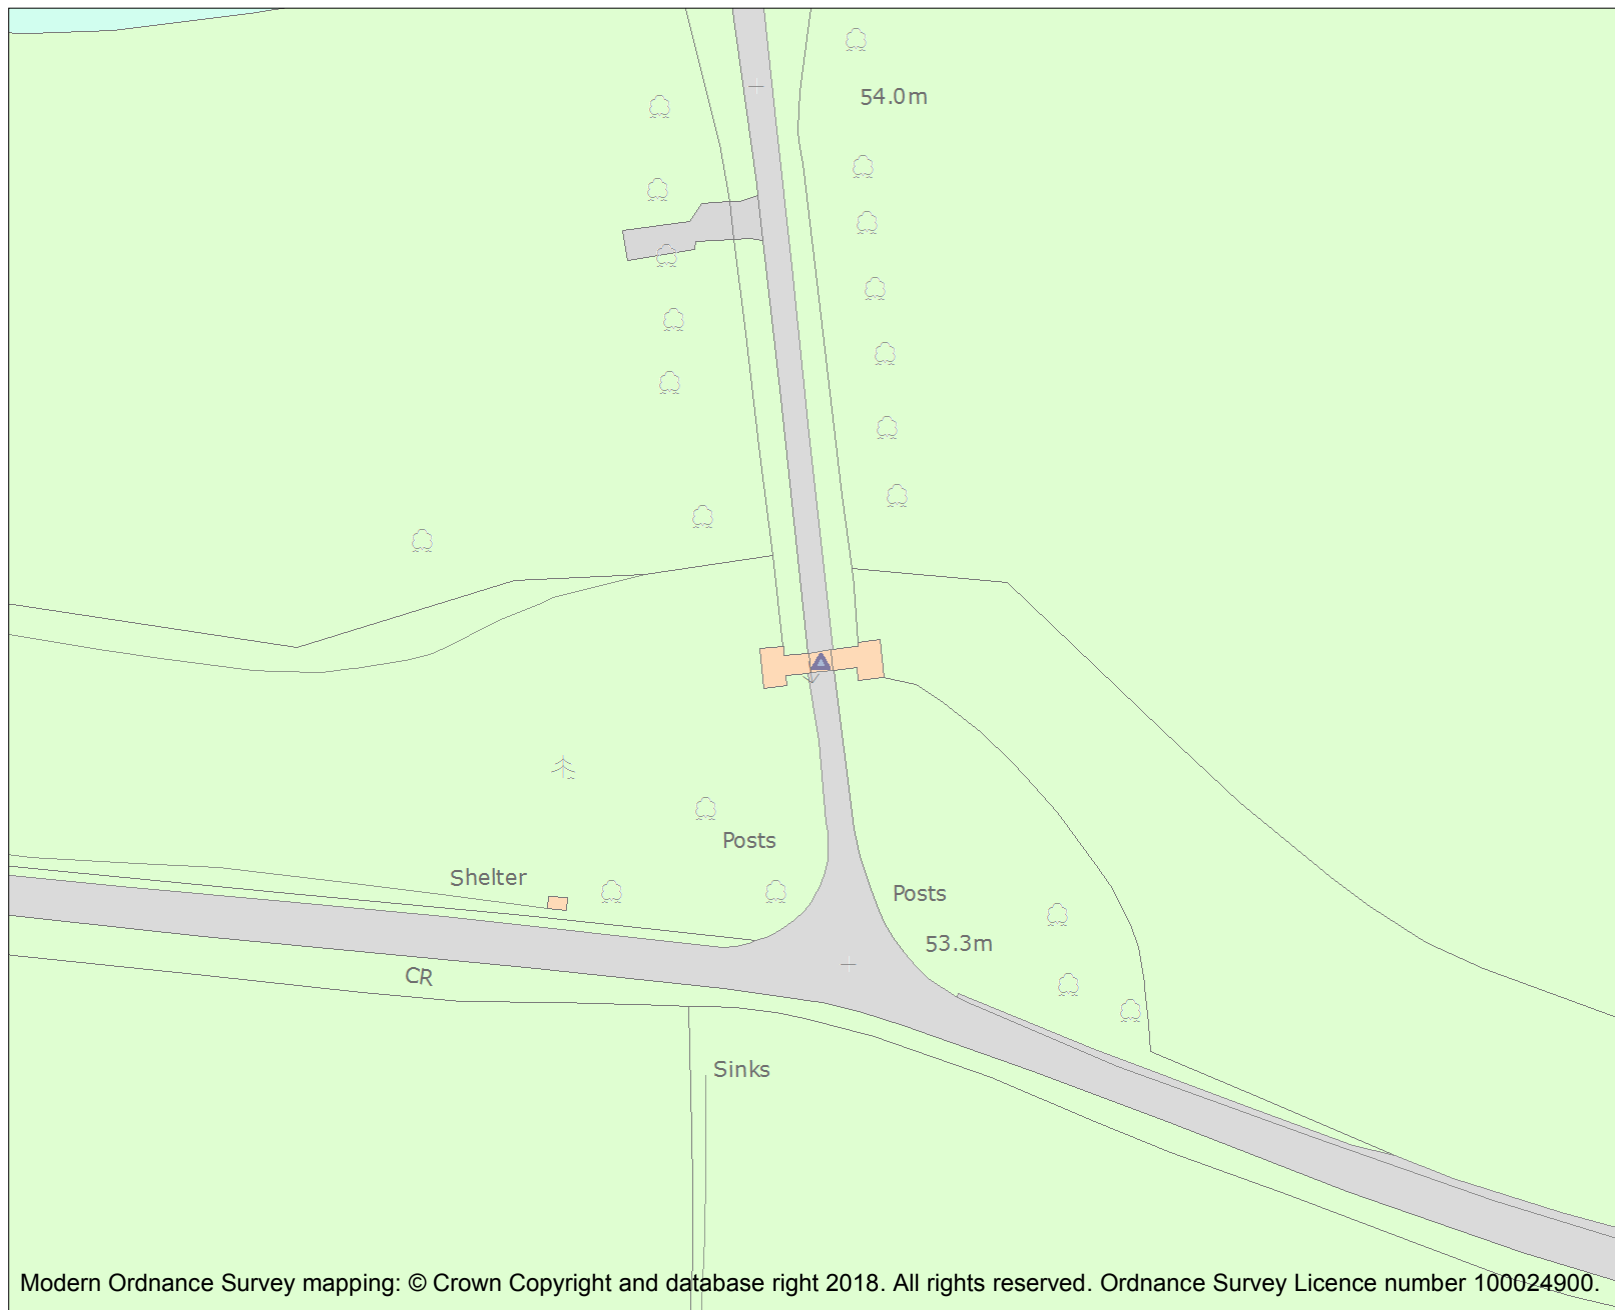 54.0m
Posts
Shelter
Posts
53.3m
CR
Sinks
Modern Ordnance Survey mapping: © Crown Copyright and database right 2018. All rights reserved. Ordnance Survey Licence number 100024900.